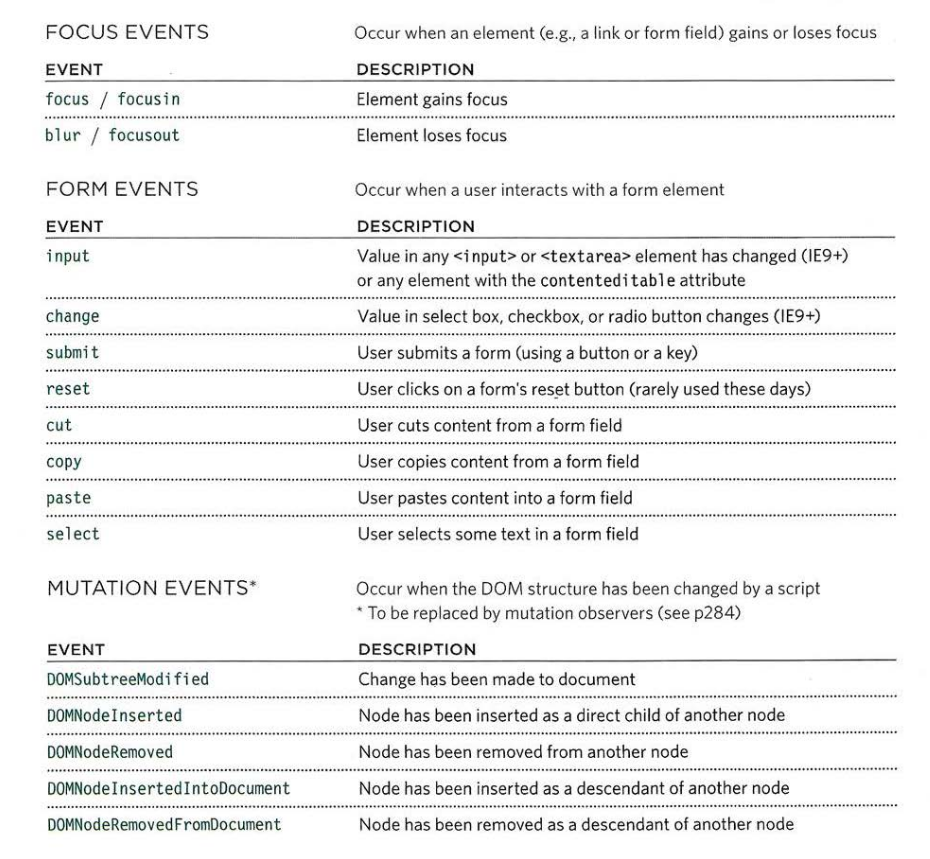 FOCUS EVENTS Occur when an element (e.g., a link or form field) gains or loses focus
EVENT DESCRIPTION
focus / focusin Element gains focus
blur / focusout Element loses focus
FORM EVENTS Occur when a user interacts with a form element
EVENT DESCRIPTION
input Value in any <input> or <textarea> element has changed (IE9+)
or any element with the contenteditable attribute
change Value in select box, checkbox, or radio button changes (IE9+)
submit User submits a form (using a button or a key)
reset User clicks on a form's reset button (rarely used these days)
cut User cuts content from a form field
copy User copies content from a form field
paste User pastes content into a form field
select User selects some text in a form field
MUTATION EVENTS* Occur when the DOM structure has been changed by a script
* To be replaced by mutation observers (see p284)
EVENT DESCRIPTION
DOMSubtreeModified Change has been made to document
DOMNodeInserted Node has been inserted as a direct child of another node
DOMNodeRemoved Node has been removed from another node
DOMNodeInsertedIntoDocument Node has been inserted as a descendant of another node
DOMNodeRemovedFromDocument Node has been removed as a descendant of another node